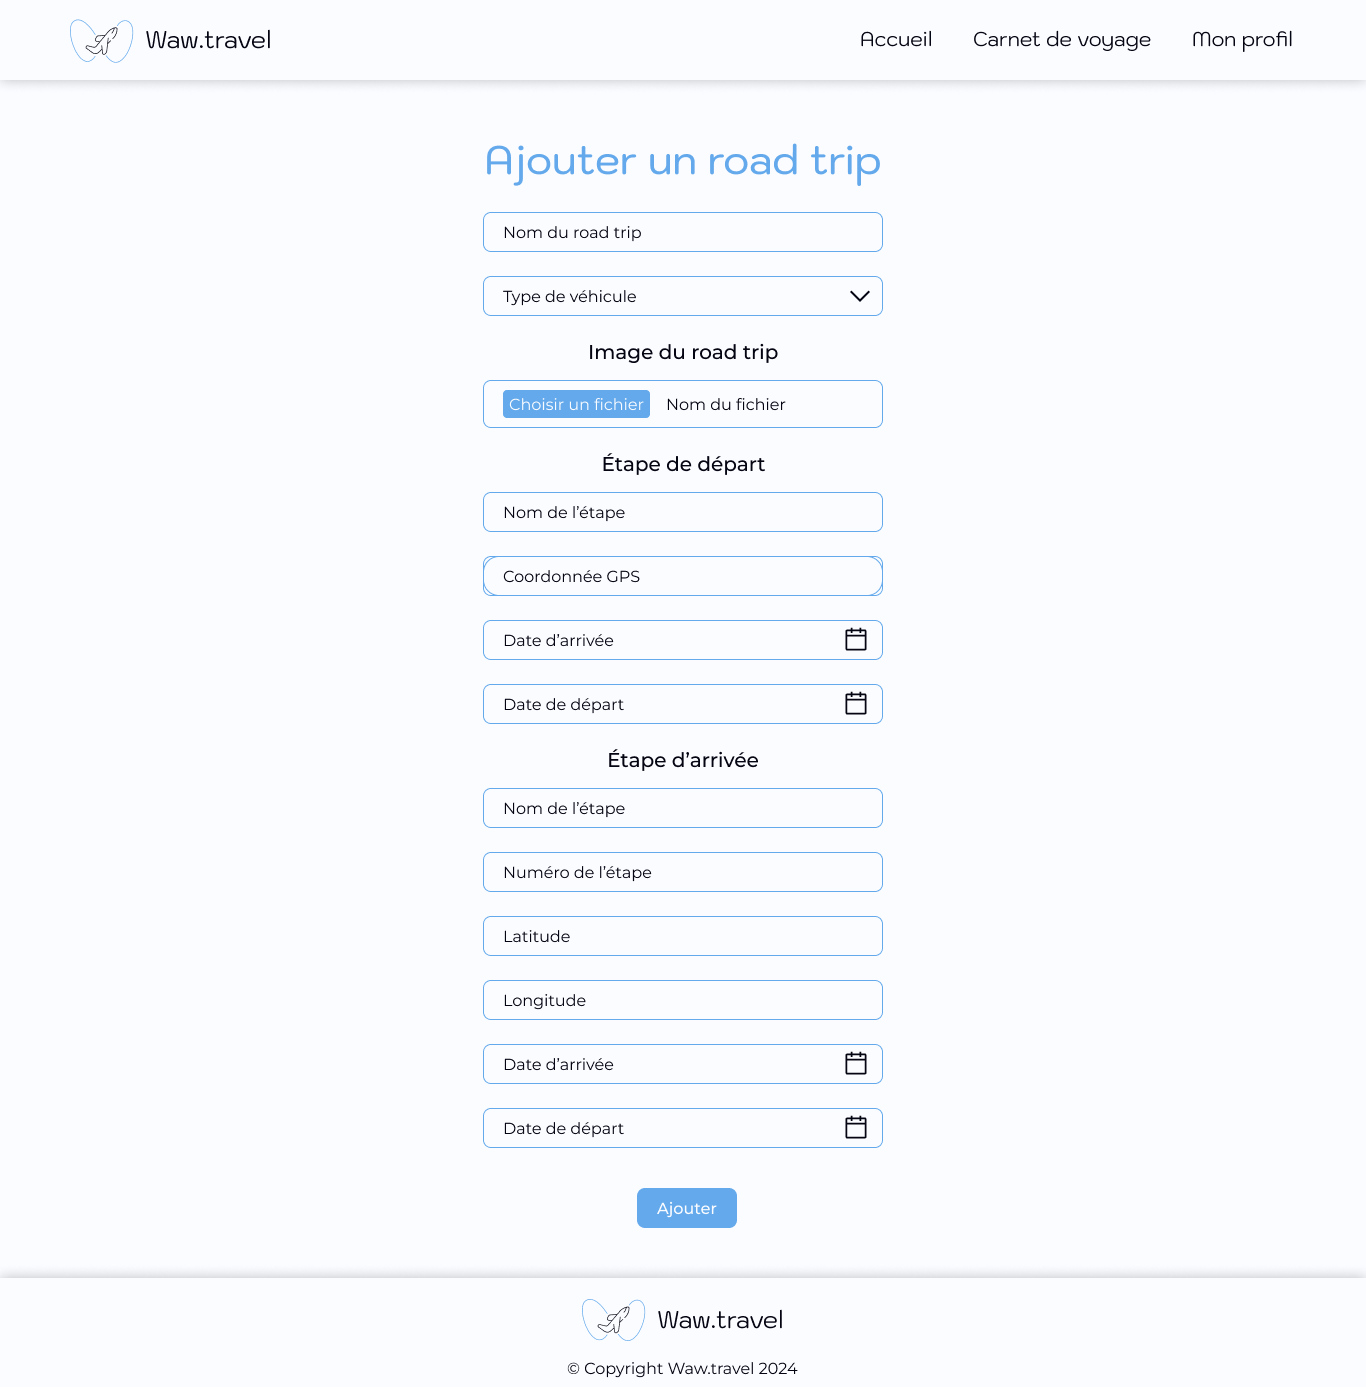 Waw.travel
Accueil Carnet de voyage Mon profil
Ajouter un road trip
Nom du road trip
Type de véhicule
Image du road trip
Choisir un fichier Nom du fichier
Étape de départ
Nom de l’étape
Coordonnée GPS
Date d’arrivée
Date de départ
Étape d’arrivée
Nom de l’étape
Numéro de l’étape
Latitude
Longitude
Date d’arrivée
Date de départ
Ajouter
Waw.travel
© Copyright Waw.travel 2024